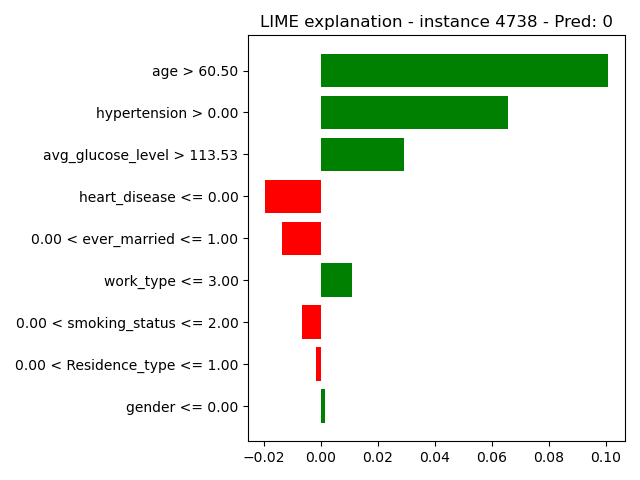 LIME explanation - instance 4738 - Pred: 0
age > 60.50
hypertension > 0.00
avg_glucose_level > 113.53
heart_disease <= 0.00
0.00 < ever_married <= 1.00
work_type <= 3.00
0.00 < smoking_status <= 2.00
0.00 < Residence_type <= 1.00
gender <= 0.00
−0.02 0.00 0.02 0.04 0.06 0.08 0.10